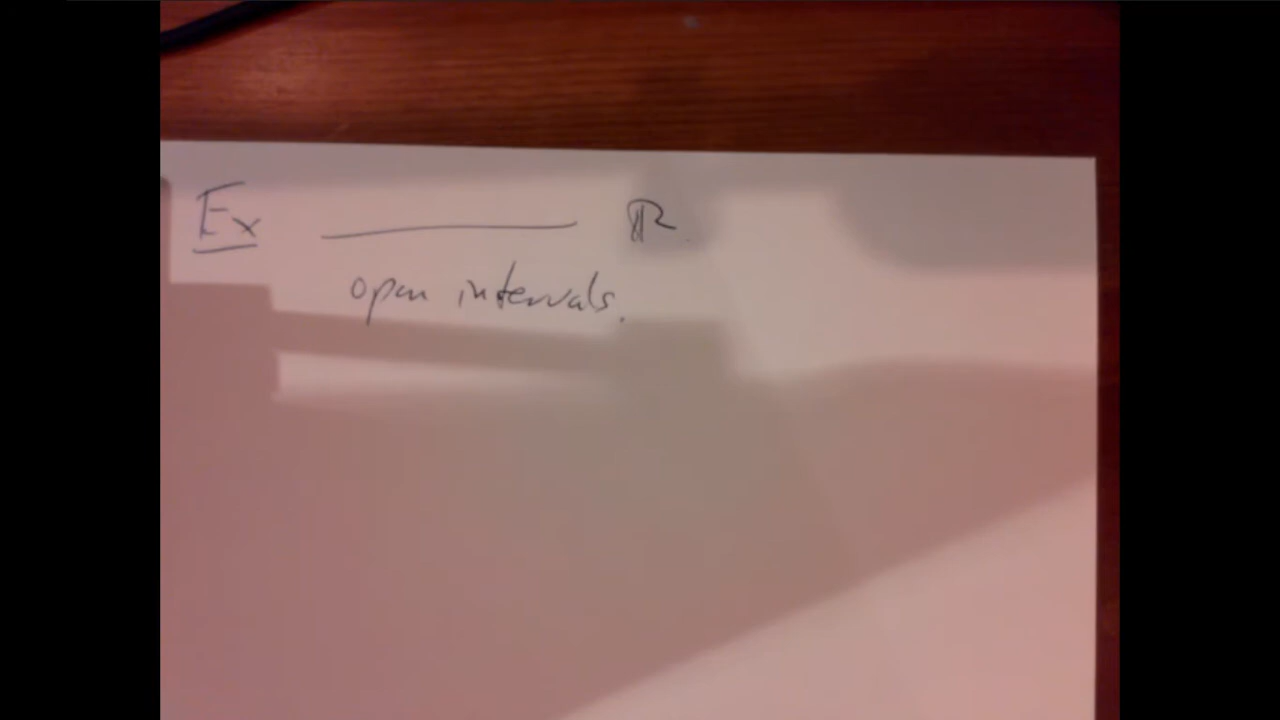 Ex ℝ
open intervals.